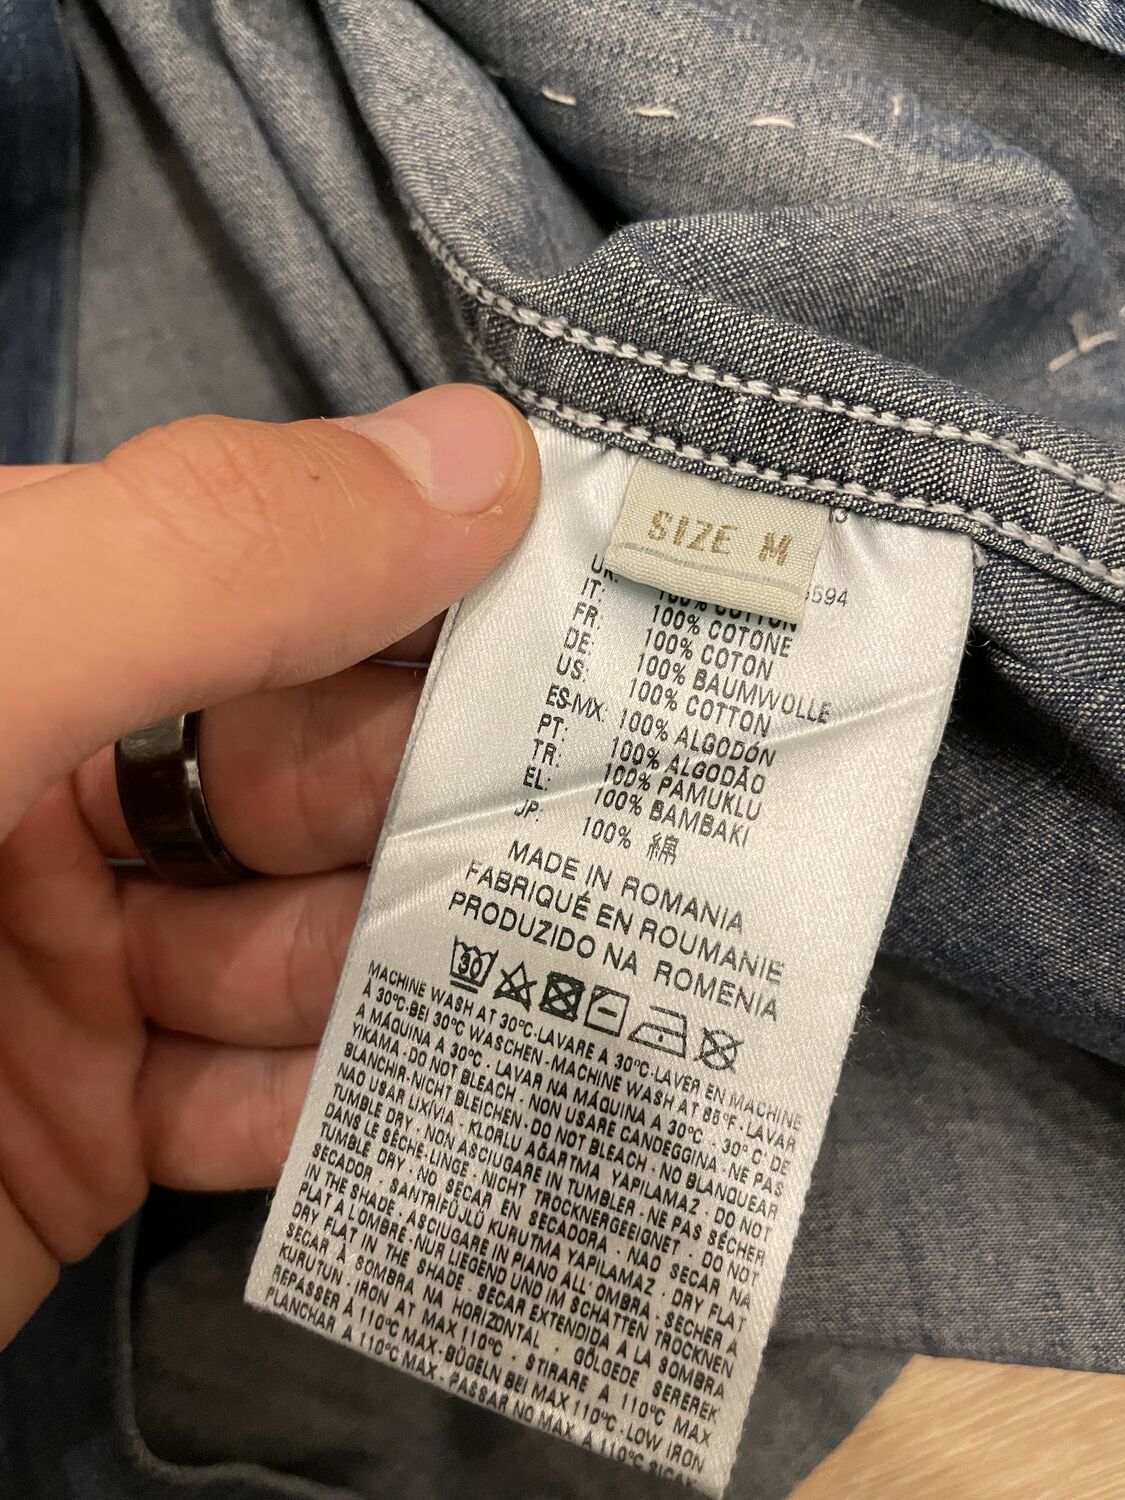 SIZE M
5594
UK: 100% COTTON
IT: 100% COTONE
FR: 100% COTON
DE: 100% BAUMWOLLE
US: 100% COTTON
ES-MX: 100% ALGODÓN
PT: 100% ALGODÃO
TR: 100% PAMUKLU
EL: 100% BAMBAKI
JP: 100% 綿
MADE IN ROMANIA
FABRIQUÉ EN ROUMANIE
PRODUZIDO NA ROMENIA
30
MACHINE WASH AT 30°C·LAVARE A 30°C·LAVER EN MACHINE
À 30°C·BEI 30°C WASCHEN·MACHINE WASH AT 85°F·LAVAR
A MÁQUINA A 30°C· LAVAR NA MÁQUINA A 30°C · 30° C· DE
YIKAMA · DO NOT BLEACH · NON USARE CANDEGGINA · NE PAS
BLANCHIR·NICHT BLEICHEN·DO NOT BLEACH · NO BLANQUEAR
NAO USAR LIXÍVIA · KLORLU AĞARTMA YAPILAMAZ · DO NOT
TUMBLE DRY · NON ASCIUGARE IN TUMBLER · NE PAS SÉCHER
DANS LE SÈCHE-LINGE · NICHT TROCKNERGEEIGNET · DO NOT
TUMBLE DRY · NO SECAR EN SECADORA · NAO SECAR NA
SECADOR · SANTRIFÜJLÜ KURUTMA YAPILAMAZ · DRY FLAT
IN THE SHADE · ASCIUGARE IN PIANO ALL' OMBRA · SÉCHER À
PLAT A L'OMBRE·NUR LIEGEND UND IM SCHATTEN TROCKNEN
DRY FLAT IN THE SHADE · SECAR EXTENDIDA A LA SOMBRA
SECAR À SOMBRA NA HORIZONTAL · GÖLGEDE SEREREK
KURUTUN · IRON AT MAX 110°C · STIRARE A 110°C MAX
REPASSER À 110°C MAX·BÜGELN BEI MAX 110°C ·LOW IRON
PLANCHAR A 110°C MAX· PASSAR NO MAX A 110°C